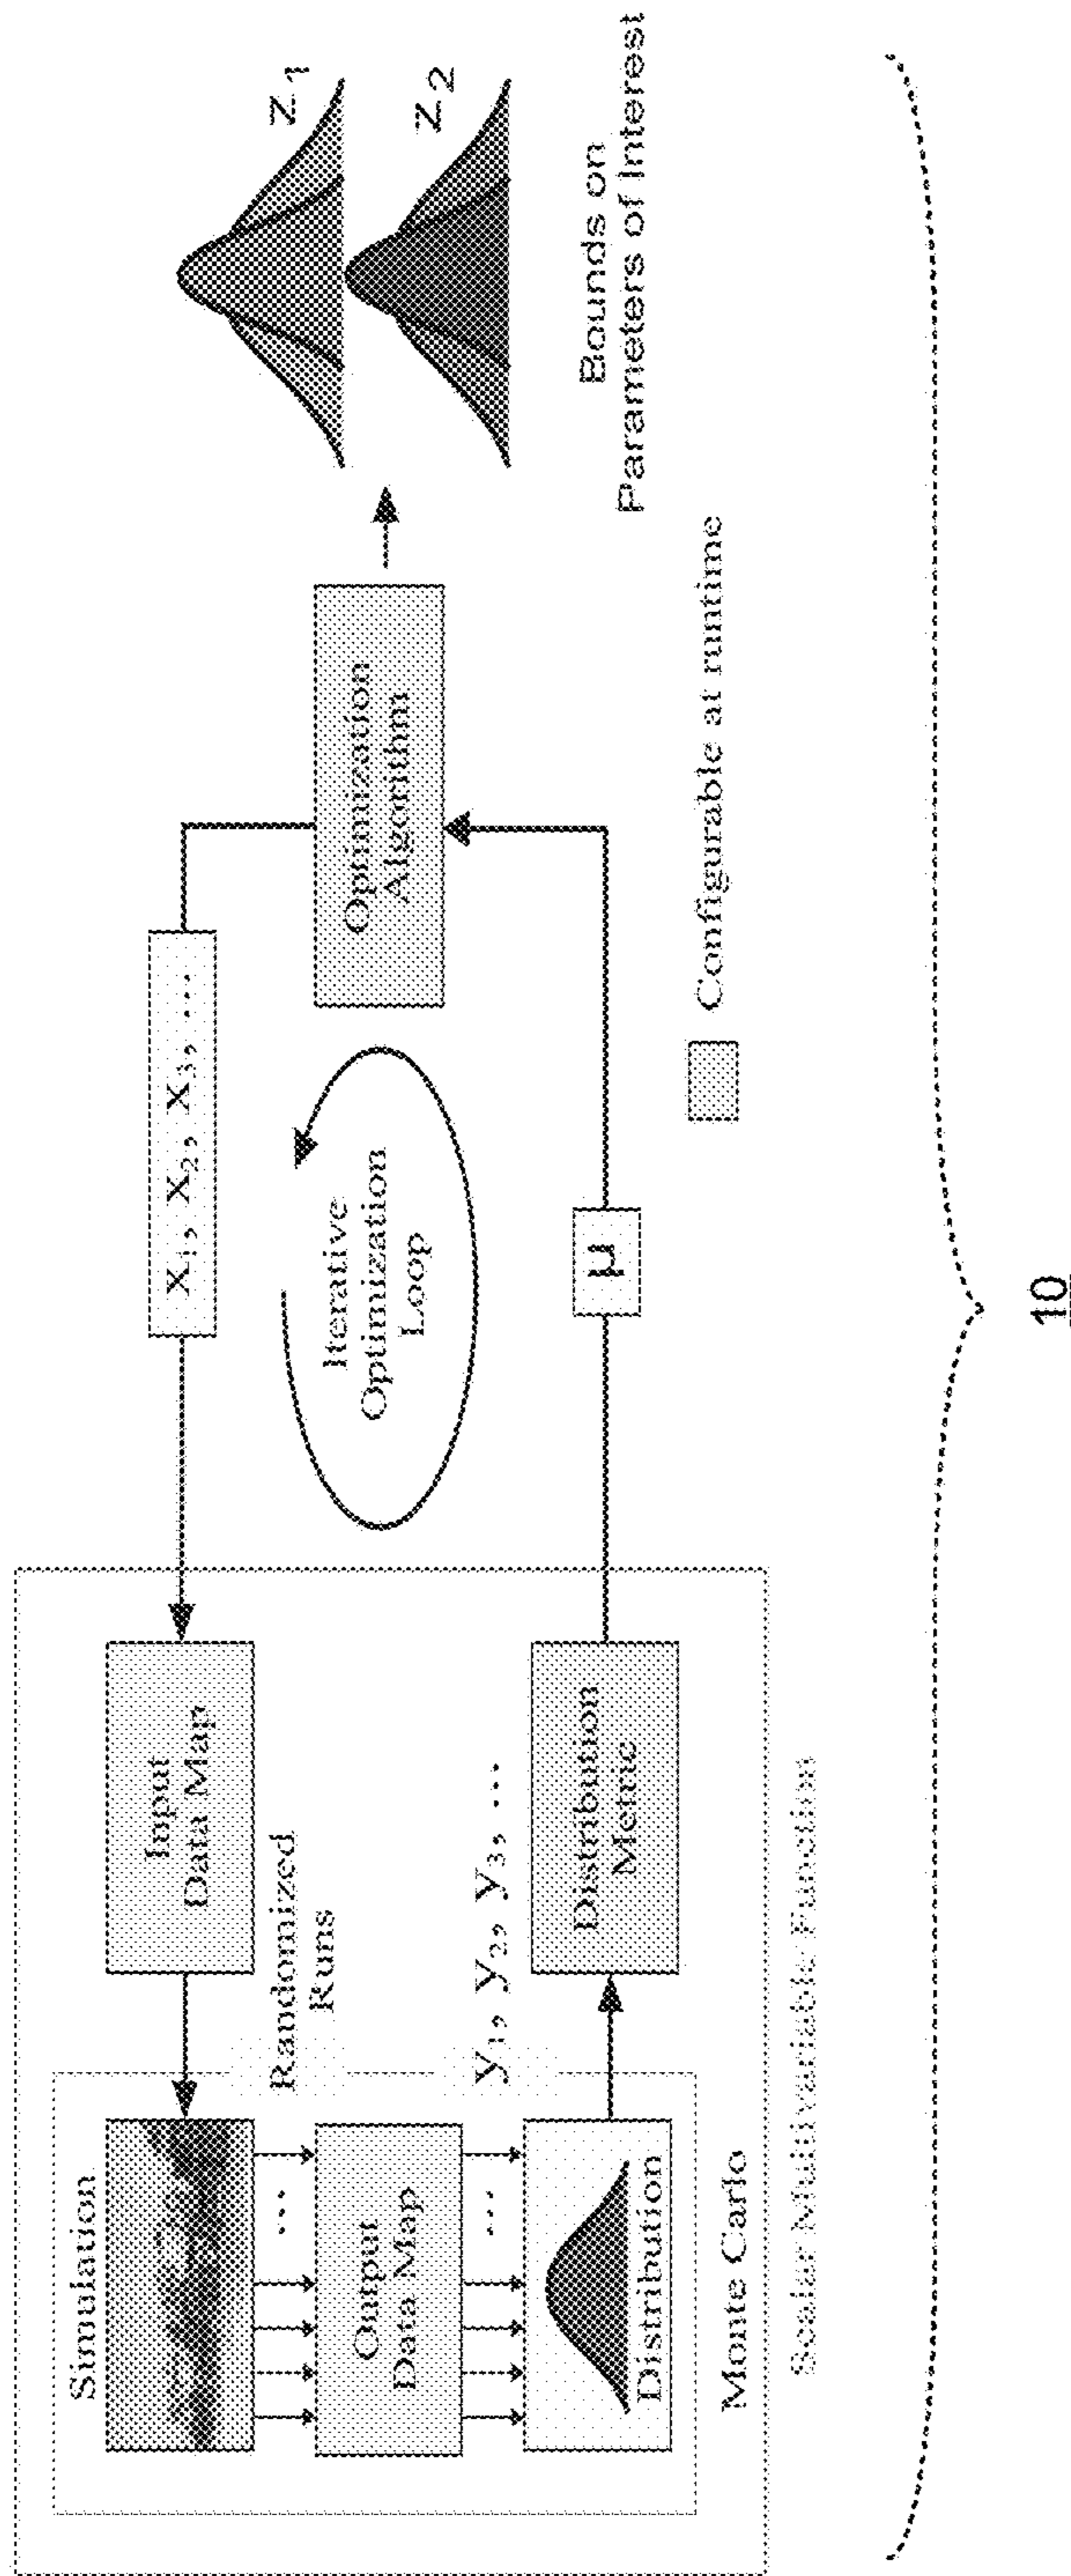 Simulation
Input
Data Map
X₁, X₂, X₃, ...
Z₁
Randomized
Runs
...
Output
Data Map
Iterative
Optimization
Loop
Optimization
Algorithm
Z₂
y₁, y₂, y₃, ...
...
Distribution
Distribution
Metric
μ
Bounds on
Parameters of Interest
Monte Carlo
Configurable at runtime
Scalar Multivariable Function
10